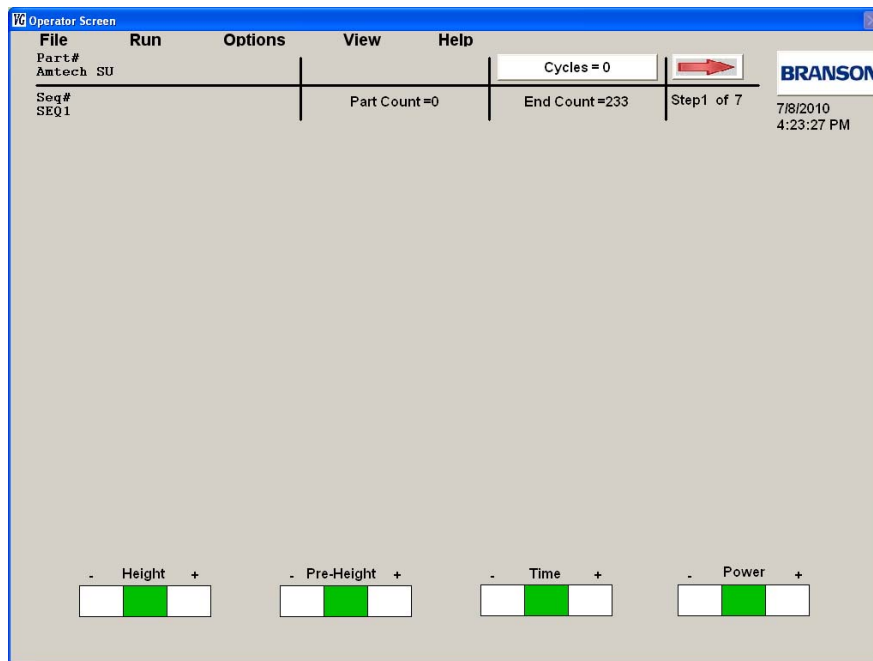 VG Operator Screen
File Run Options View Help
Part#
Amtech SU
Cycles = 0
BRANSON
Seq#
SEQ1
Part Count =0
End Count =233
Step1 of 7
7/8/2010
4:23:27 PM
- Height +
- Pre-Height +
- Time +
- Power +